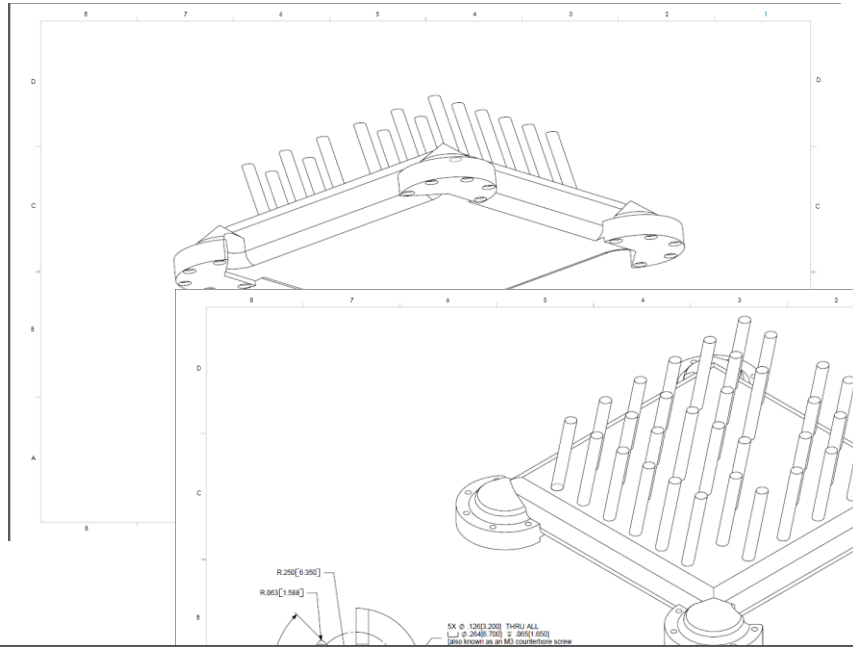 8 7 6 5 4 3 2 1
D D
C C
B
A
8
8 7 6 5 4 3 2
D
C
B
R.250[6.350]
R.063[1.588]
5X Ø .126[3.200] THRU ALL
⌴ Ø .264[6.700] ↧ .065[1.650]
[also known as an M3 counterbore screw